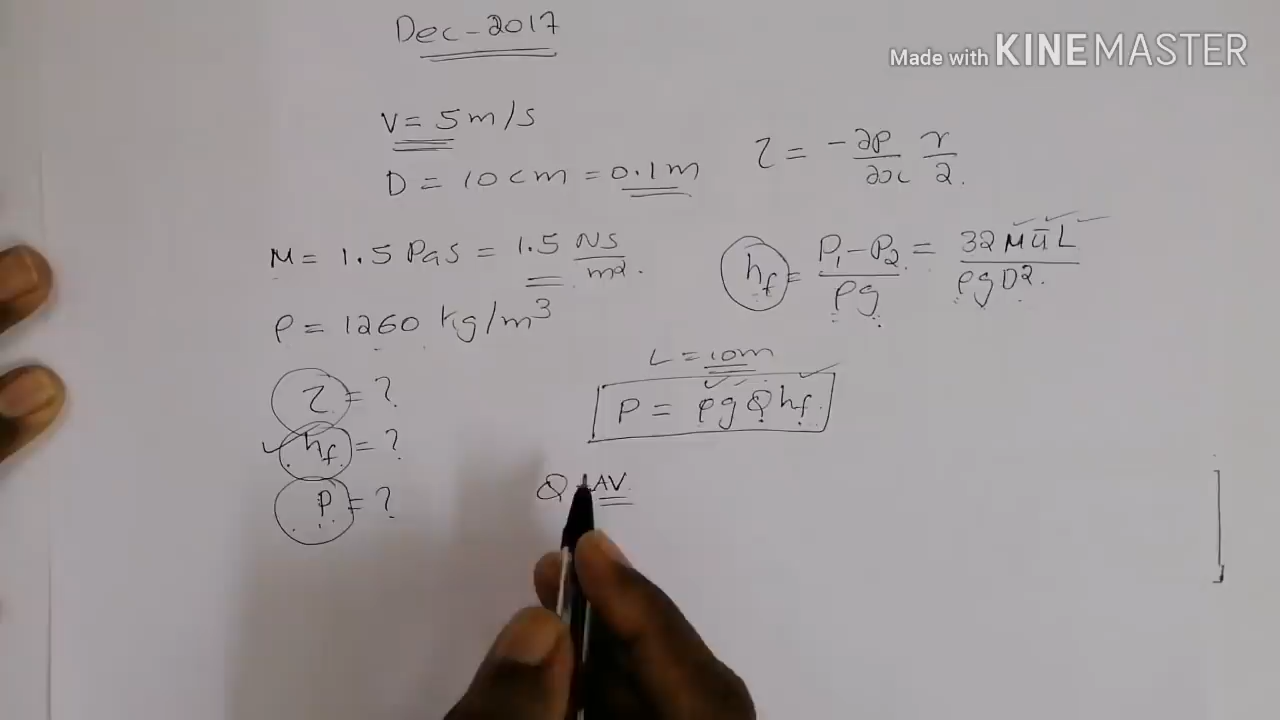 Dec-2017
Made with KINEMASTER
V = 5 m/s
D = 10 cm = 0.1 m
τ = -∂P/∂x r/2.
μ = 1.5 Pas = 1.5 Ns/m2.
hf = P1-P2/ρg = 32 μ ū L/ρgD2.
ρ = 1260 kg/m3
L = 10m
τ = ?
P = ρgQhf.
hf = ?
Q = AV
P = ?